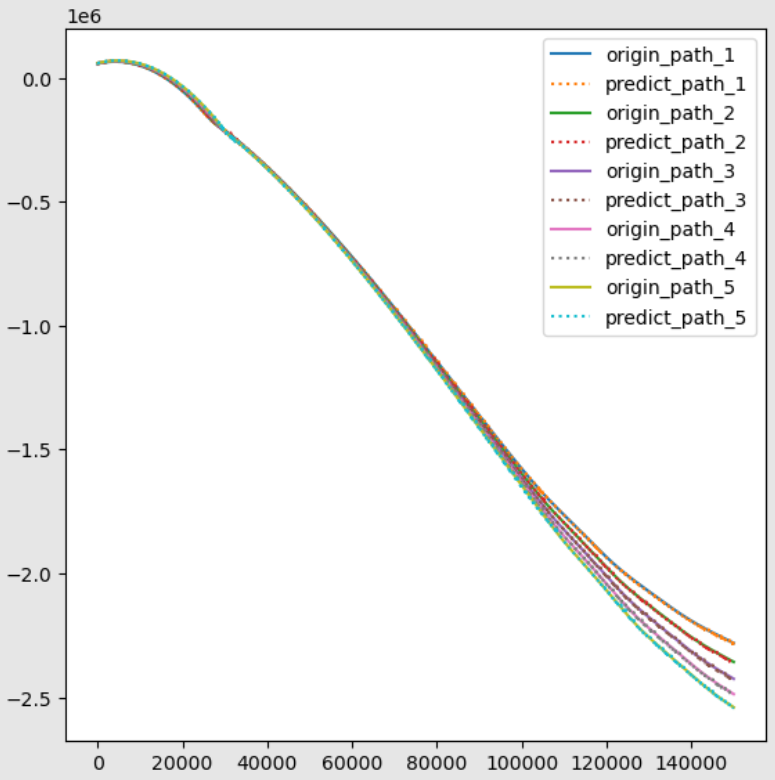 1e6
origin_path_1
predict_path_1
origin_path_2
predict_path_2
origin_path_3
predict_path_3
origin_path_4
predict_path_4
origin_path_5
predict_path_5
0.0
−0.5
−1.0
−1.5
−2.0
−2.5
0 20000 40000 60000 80000 100000 120000 140000